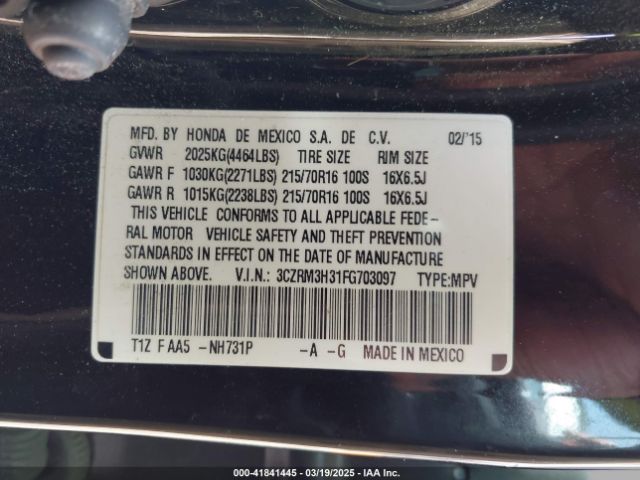 MFD. BY HONDA DE MEXICO S.A. DE C.V. 02/'15
GVWR 2025KG(4464LBS) TIRE SIZE RIM SIZE
GAWR F 1030KG(2271LBS) 215/70R16 100S 16X6.5J
GAWR R 1015KG(2238LBS) 215/70R16 100S 16X6.5J
THIS VEHICLE CONFORMS TO ALL APPLICABLE FEDE-
RAL MOTOR VEHICLE SAFETY AND THEFT PREVENTION
STANDARDS IN EFFECT ON THE DATE OF MANUFACTURE
SHOWN ABOVE. V.I.N.: 3CZRM3H31FG703097 TYPE:MPV
T1Z F AA5 -NH731P -A -G MADE IN MEXICO
000-41841445 - 03/19/2025 - IAA Inc.